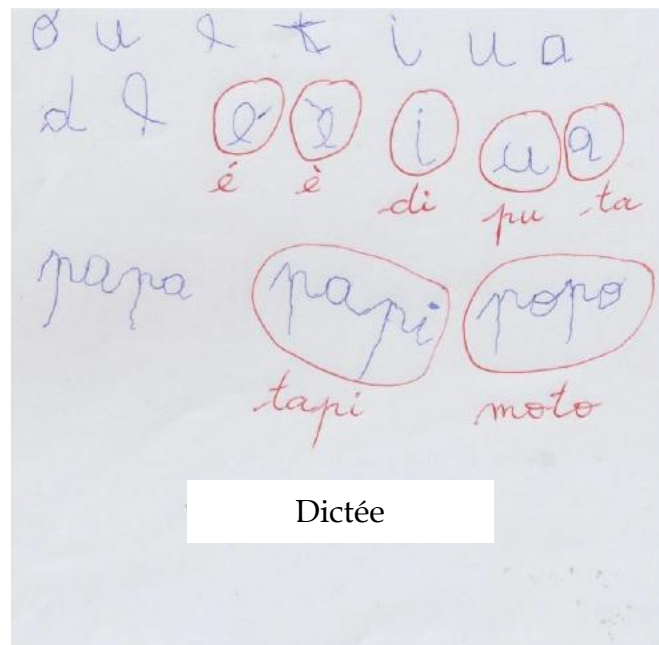 o u e t i u a
d l é è i u a
é è di pu ta
papa papi popo
tapi moto
Dictée